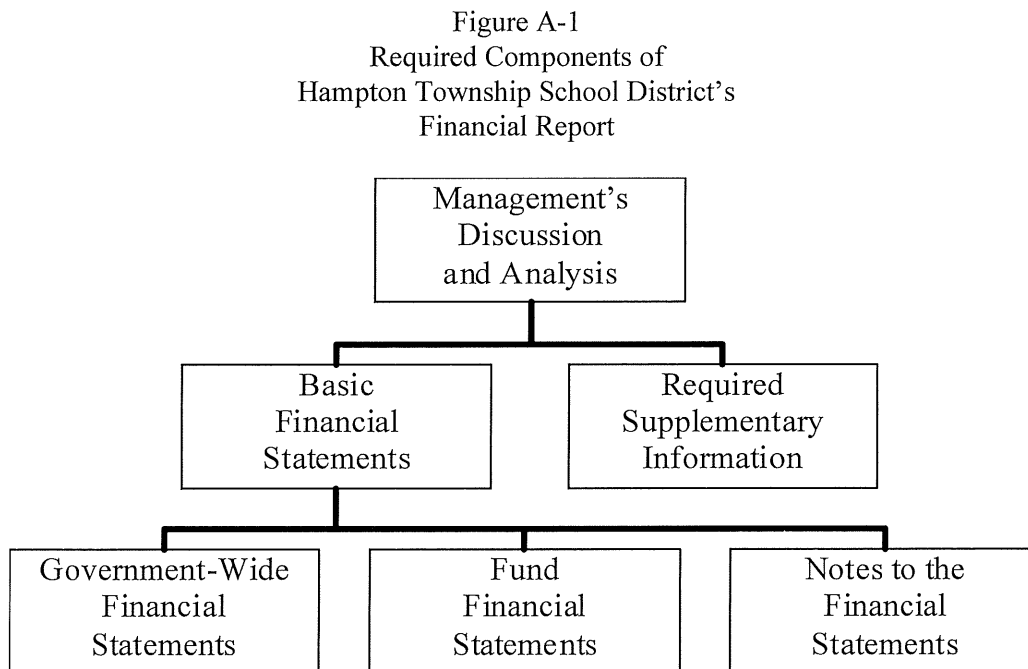 Figure A-1
Required Components of
Hampton Township School District's
Financial Report
Management's
Discussion
and Analysis
Basic
Financial
Statements
Required
Supplementary
Information
Government-Wide
Financial
Statements
Fund
Financial
Statements
Notes to the
Financial
Statements